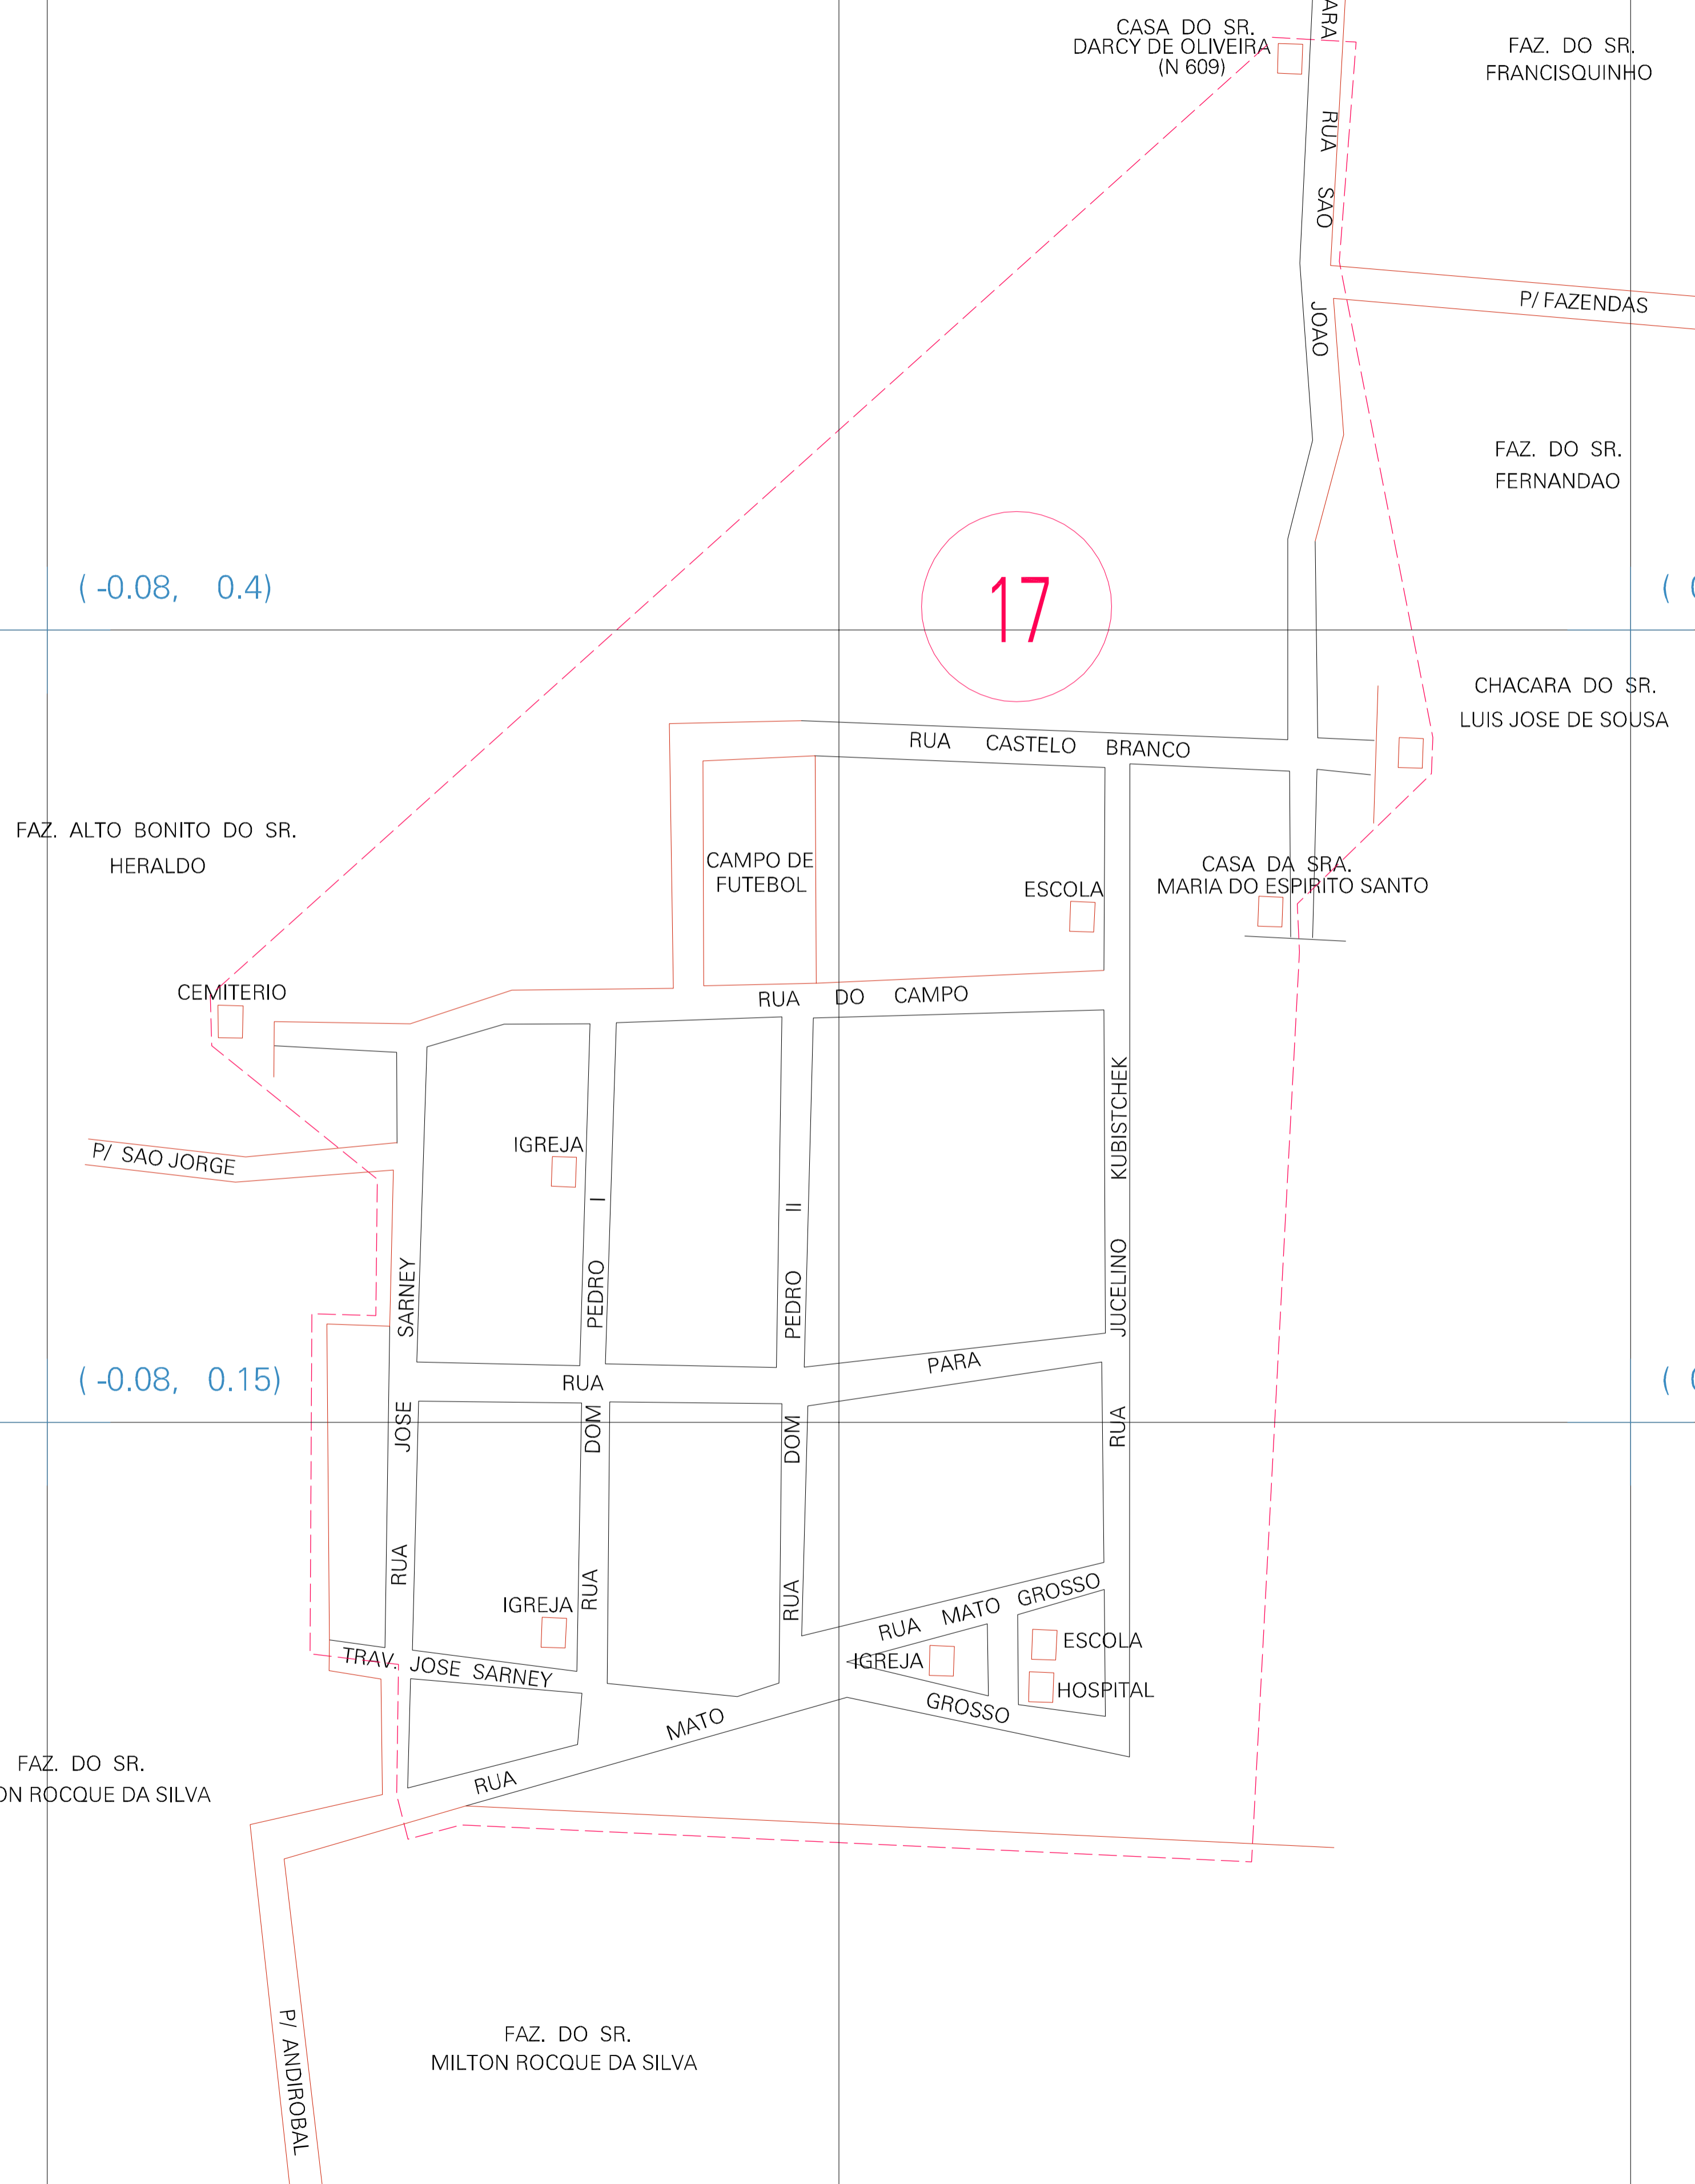 CASA DO SR.
DARCY DE OLIVEIRA
(N 609)
ARA
RUA SAO JOAO
FAZ. DO SR.
FRANCISQUINHO
P/ FAZENDAS
FAZ. DO SR.
FERNANDAO
17
( -0.08, 0.4)
(
CHACARA DO SR.
LUIS JOSE DE SOUSA
RUA CASTELO BRANCO
FAZ. ALTO BONITO DO SR.
HERALDO
CAMPO DE
FUTEBOL
ESCOLA
CASA DA SRA.
MARIA DO ESPIRITO SANTO
CEMITERIO
RUA DO CAMPO
P/ SAO JORGE
IGREJA
RUA JOSE SARNEY
RUA DOM PEDRO I
RUA DOM PEDRO II
RUA JUCELINO KUBISTCHEK
RUA PARA
( -0.08, 0.15)
(
IGREJA
TRAV. JOSE SARNEY
RUA MATO GROSSO
IGREJA
ESCOLA
HOSPITAL
RUA MATO GROSSO
FAZ. DO SR.
ON ROCQUE DA SILVA
P/ ANDIROBAL
FAZ. DO SR.
MILTON ROCQUE DA SILVA